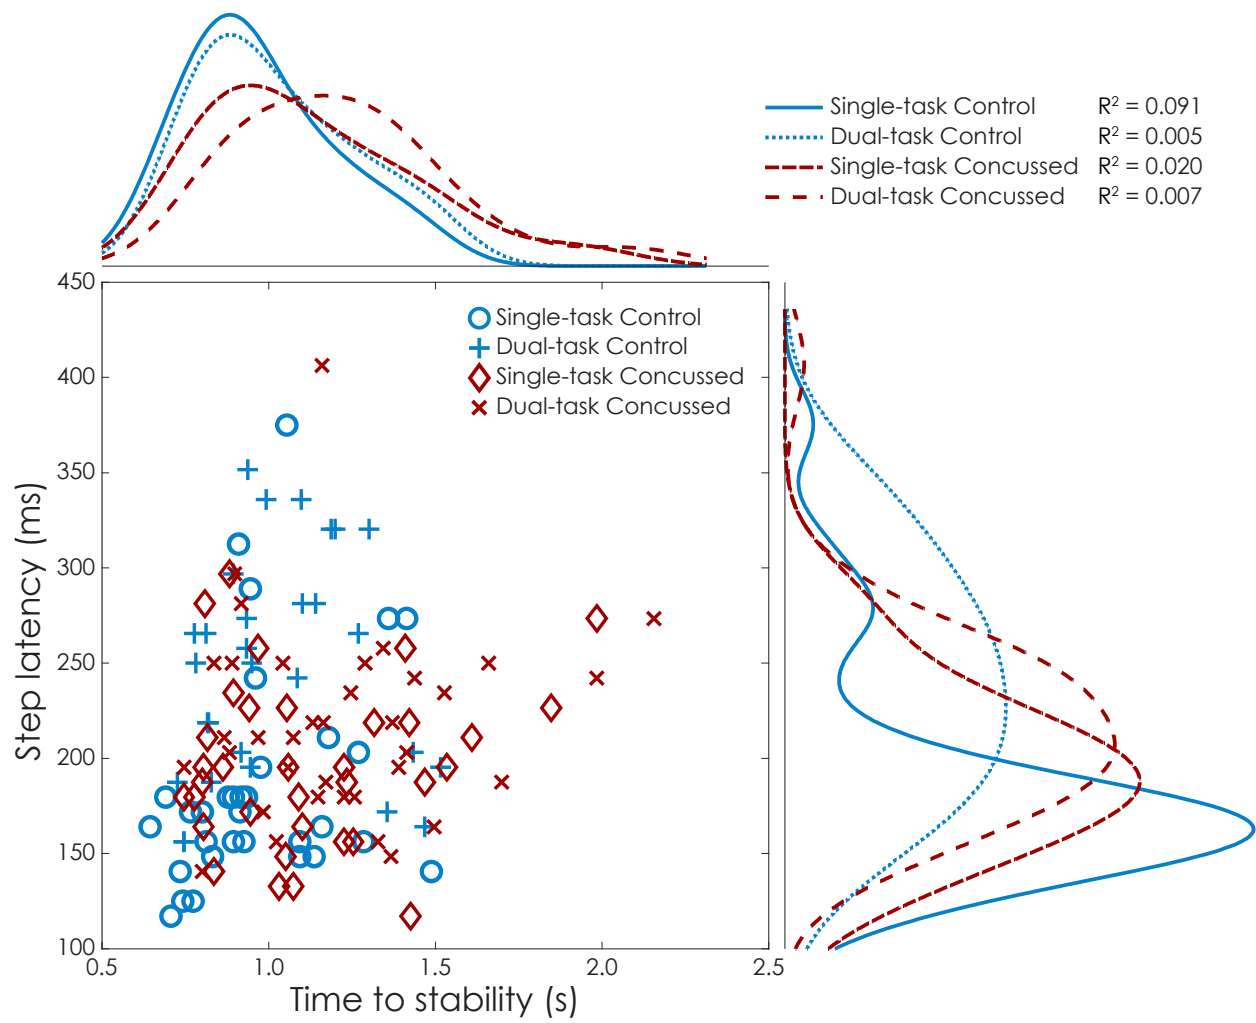 Single-task Control R² = 0.091
Dual-task Control R² = 0.005
Single-task Concussed R² = 0.020
Dual-task Concussed R² = 0.007
450
400
350
300
250
200
150
100
Step latency (ms)
Single-task Control
Dual-task Control
Single-task Concussed
Dual-task Concussed
0.5 1.0 1.5 2.0 2.5
Time to stability (s)